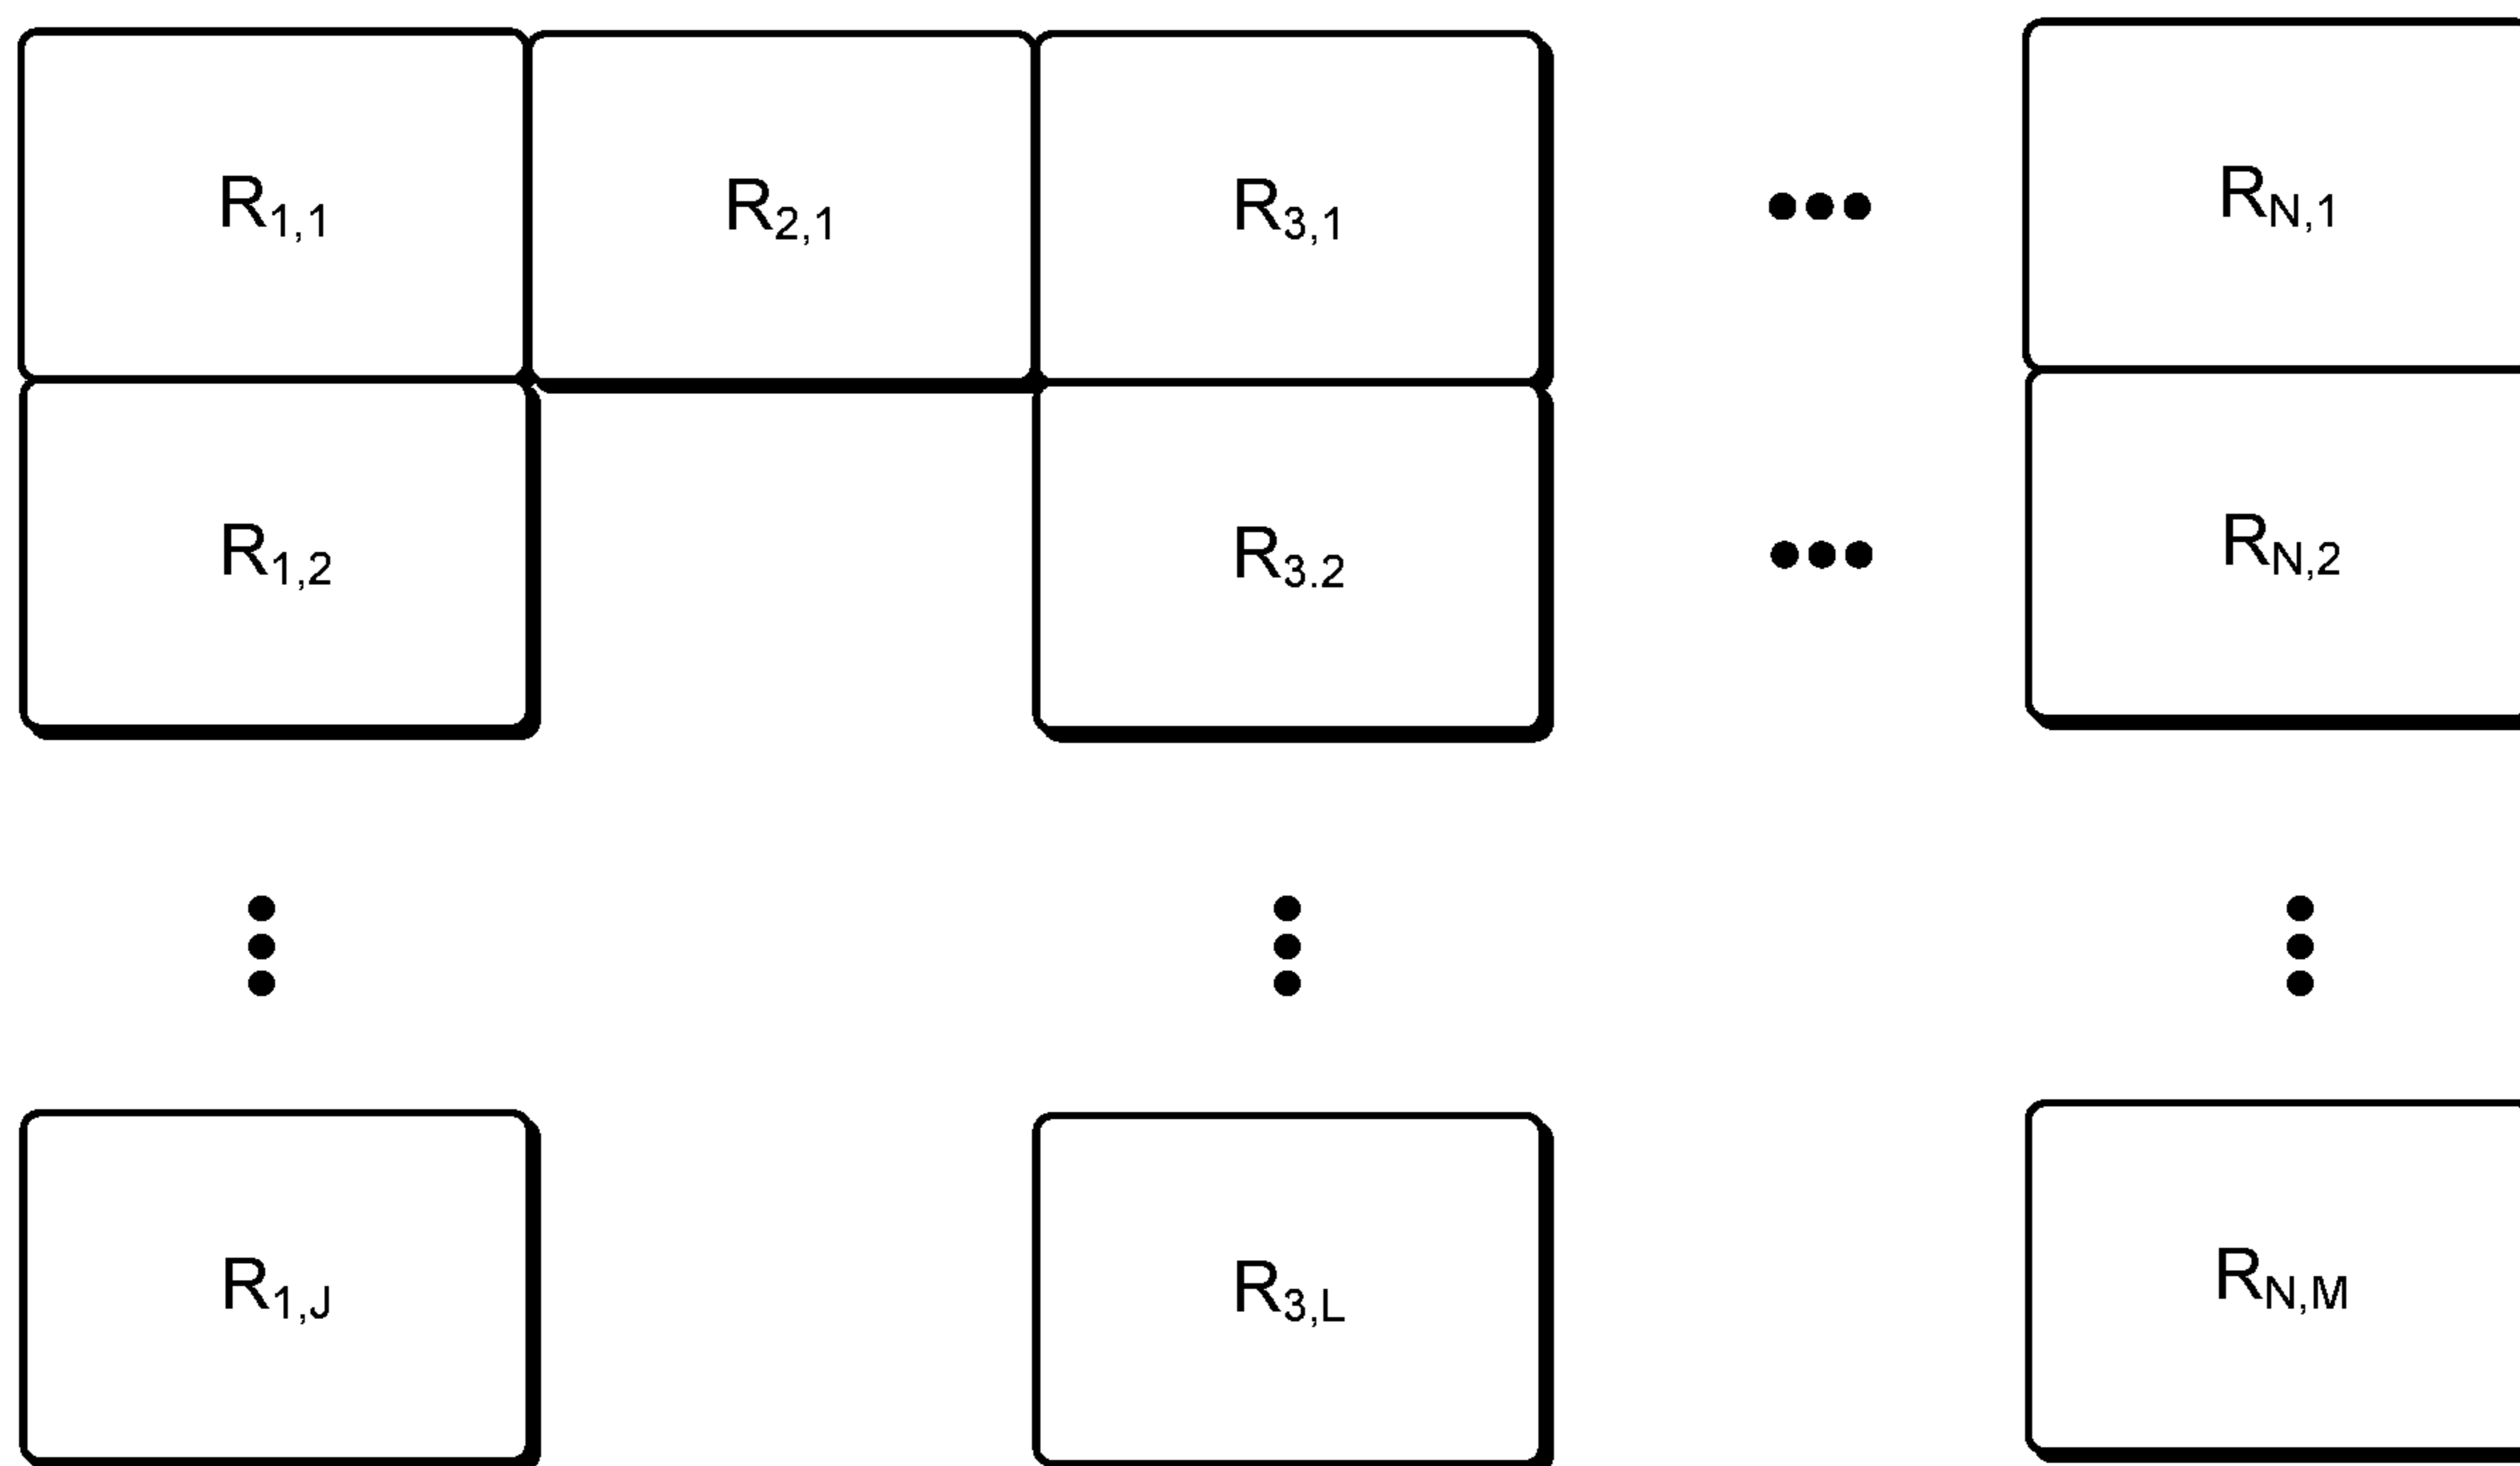 R1,1 R2,1 R3,1 ●●● RN,1
R1,2 R3.2 ●●● RN,2
R1,J R3,L RN,M